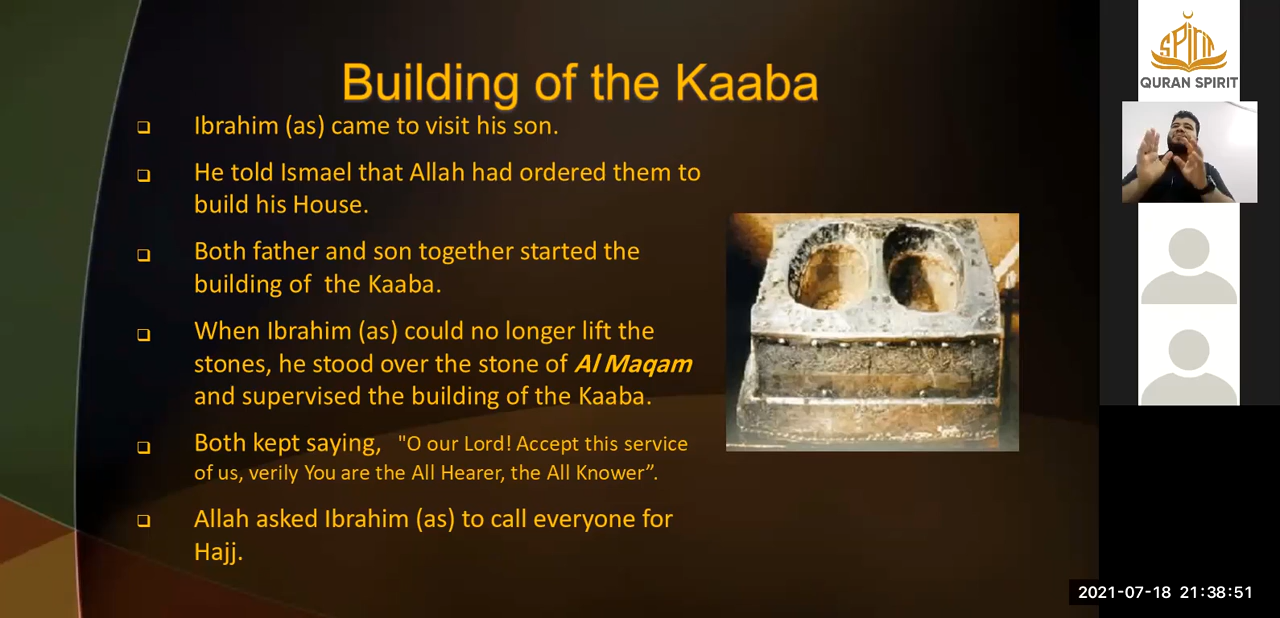 Building of the Kaaba
Ibrahim (as) came to visit his son.
He told Ismael that Allah had ordered them to
build his House.
Both father and son together started the
building of  the Kaaba.
When Ibrahim (as) could no longer lift the
stones, he stood over the stone of Al Maqam
and supervised the building of the Kaaba.
Both kept saying,  "O our Lord! Accept this service
of us, verily You are the All Hearer, the All Knower”.
Allah asked Ibrahim (as) to call everyone for
Hajj.
SPIRIT
QURAN SPIRIT
2021-07-18 21:38:51